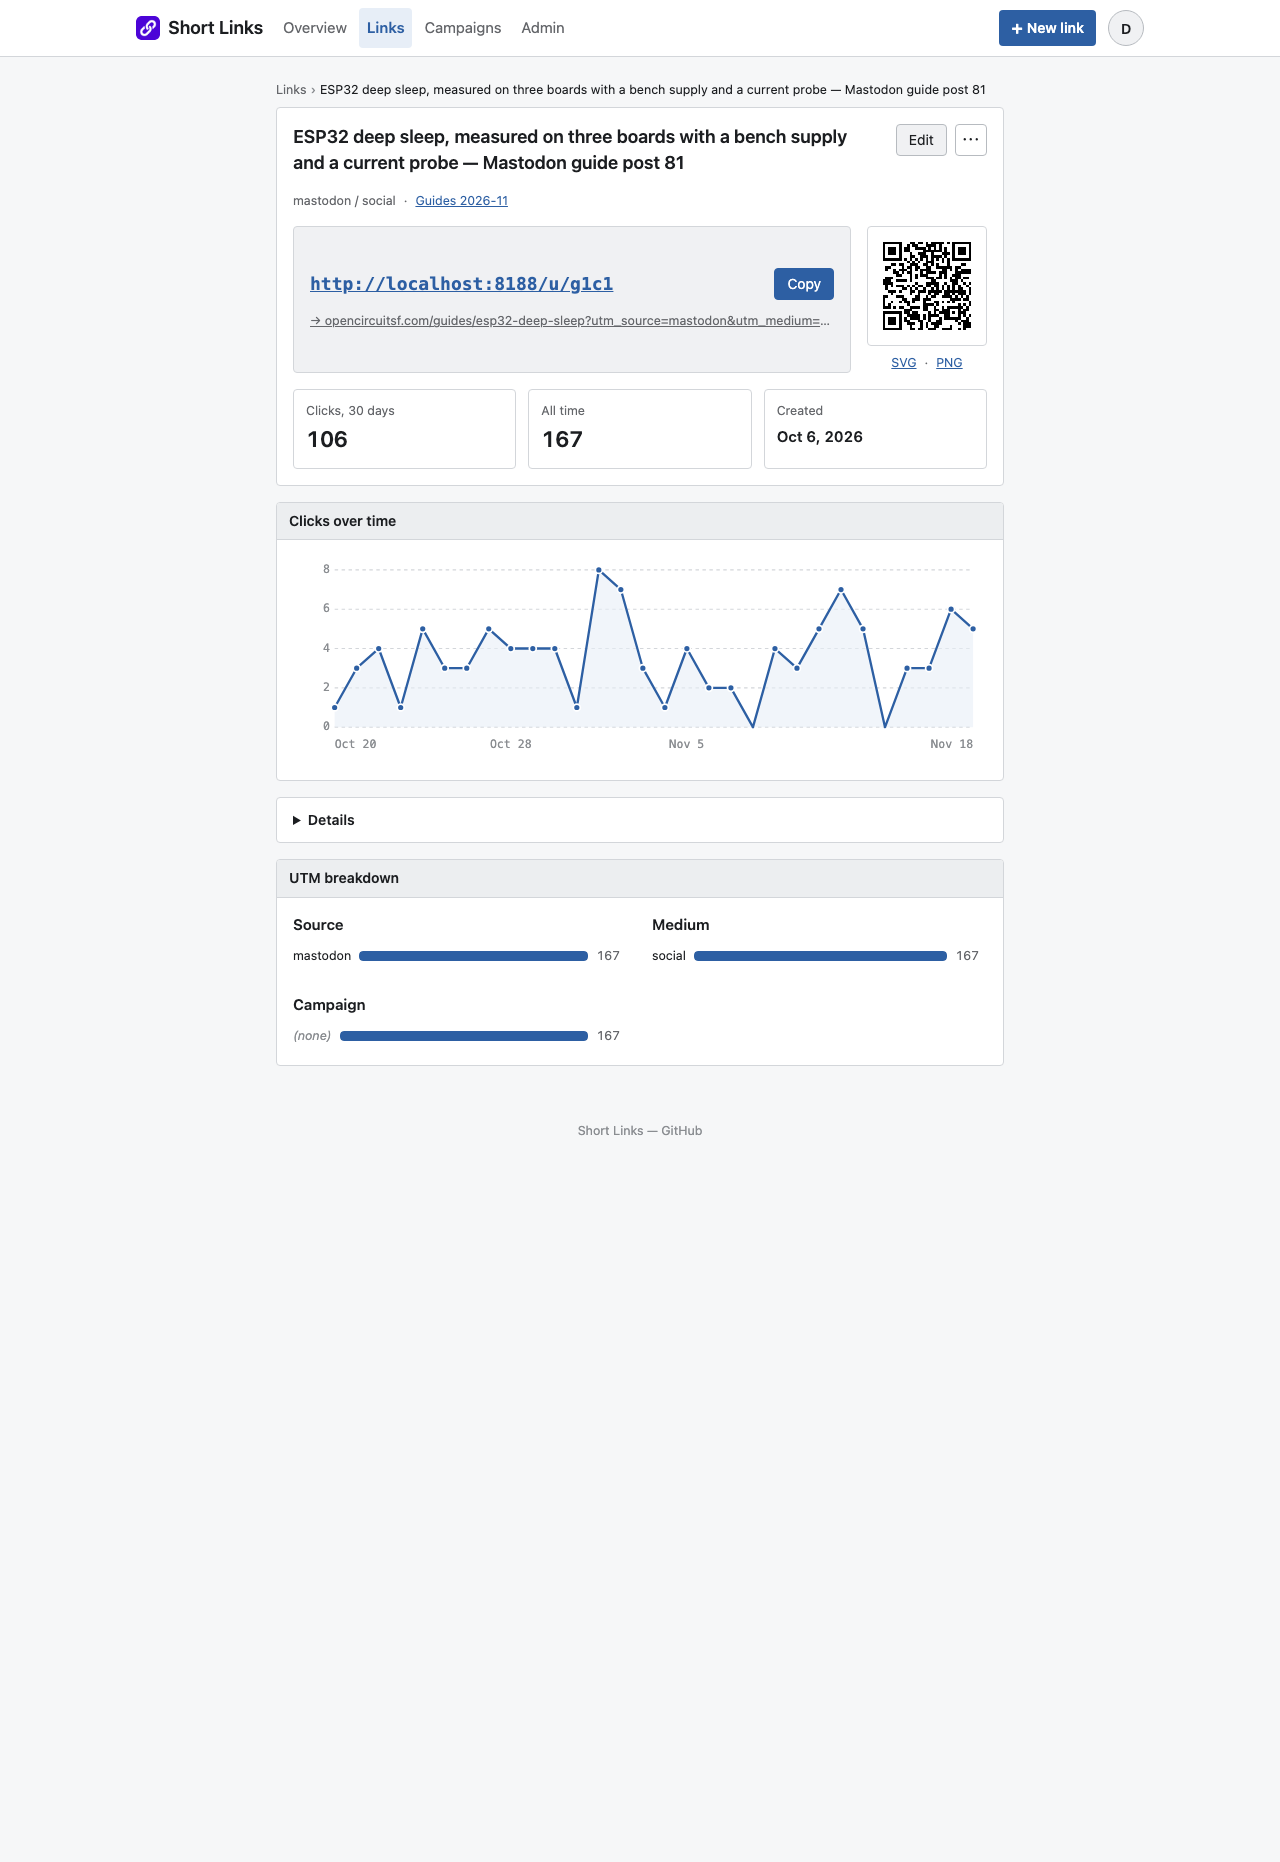 Short Links Overview Links Campaigns Admin + New link D
Links › ESP32 deep sleep, measured on three boards with a bench supply and a current probe — Mastodon guide post 81
ESP32 deep sleep, measured on three boards with a bench supply
and a current probe — Mastodon guide post 81
Edit ···
mastodon / social · Guides 2026-11
http://localhost:8188/u/g1c1
Copy
→ opencircuitsf.com/guides/esp32-deep-sleep?utm_source=mastodon&utm_medium=…
SVG · PNG
Clicks, 30 days
106
All time
167
Created
Oct 6, 2026
Clicks over time
8
6
4
2
0
Oct 20 Oct 28 Nov 5 Nov 18
Details
UTM breakdown
Source
mastodon 167
Medium
social 167
Campaign
(none) 167
Short Links — GitHub